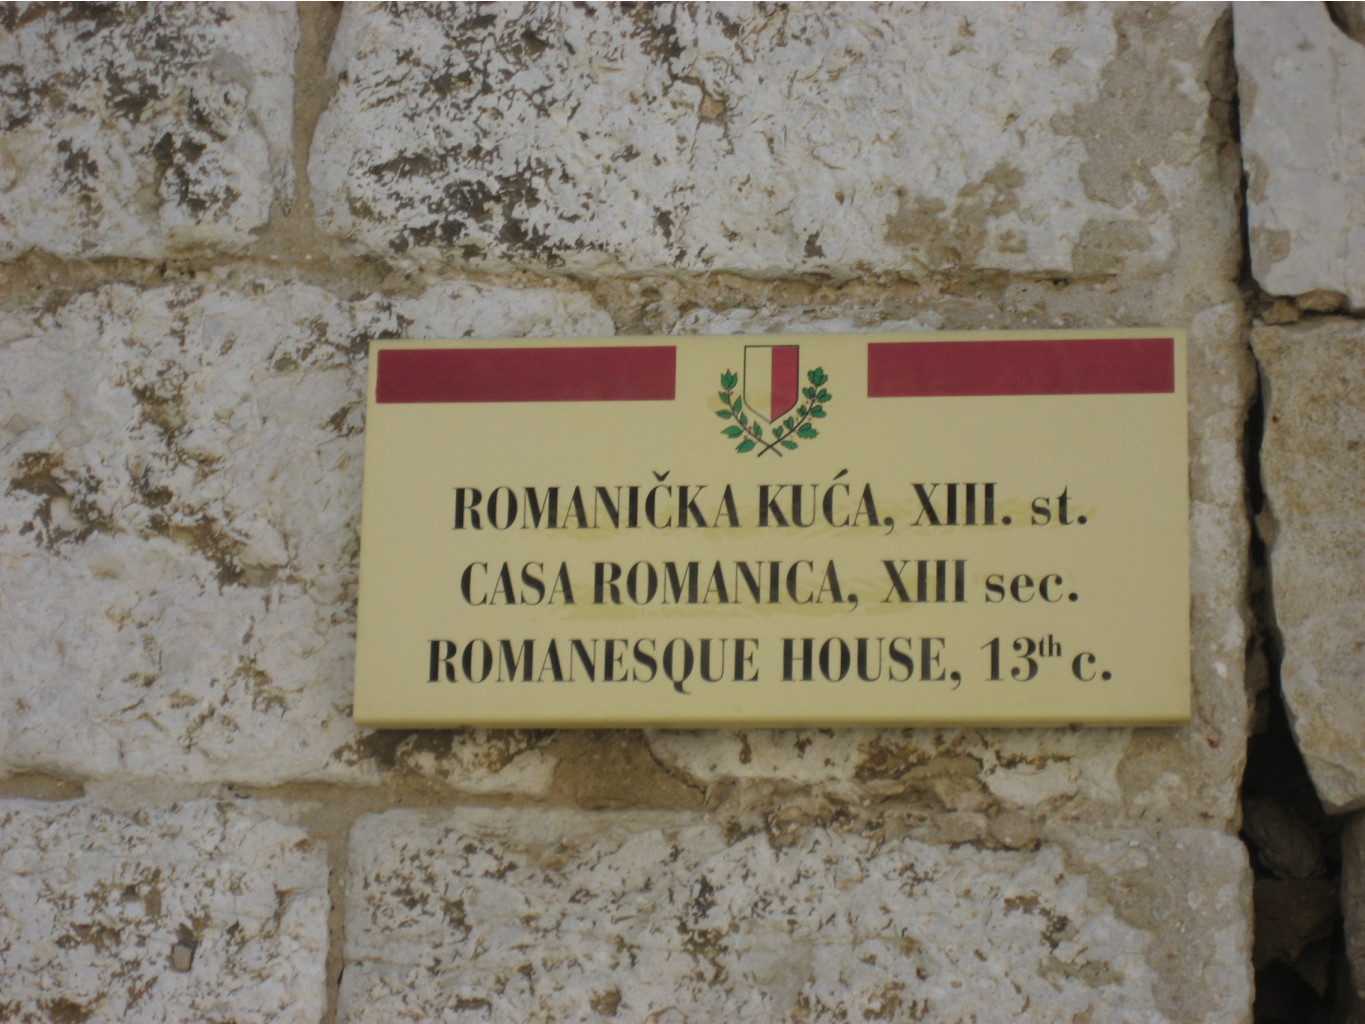 ROMANIČKA KUĆA, XIII. st.
CASA ROMANICA, XIII sec.
ROMANESQUE HOUSE, 13th c.